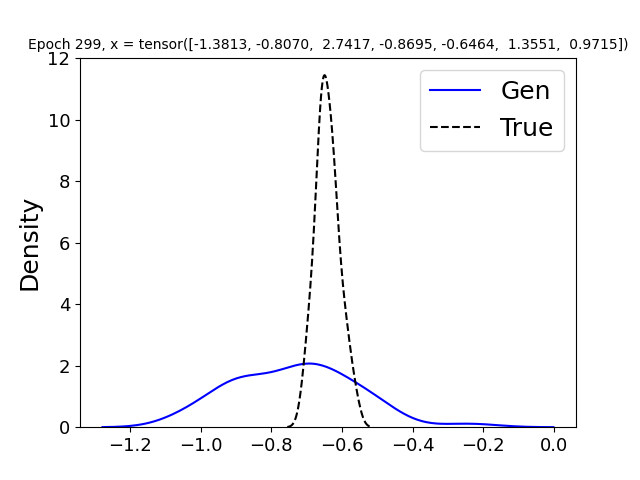 Epoch 299, x = tensor([-1.3813, -0.8070,  2.7417, -0.8695, -0.6464,  1.3551,  0.9715])
12
10
8
6
4
2
0
Density
Gen
True
−1.2 −1.0 −0.8 −0.6 −0.4 −0.2 0.0